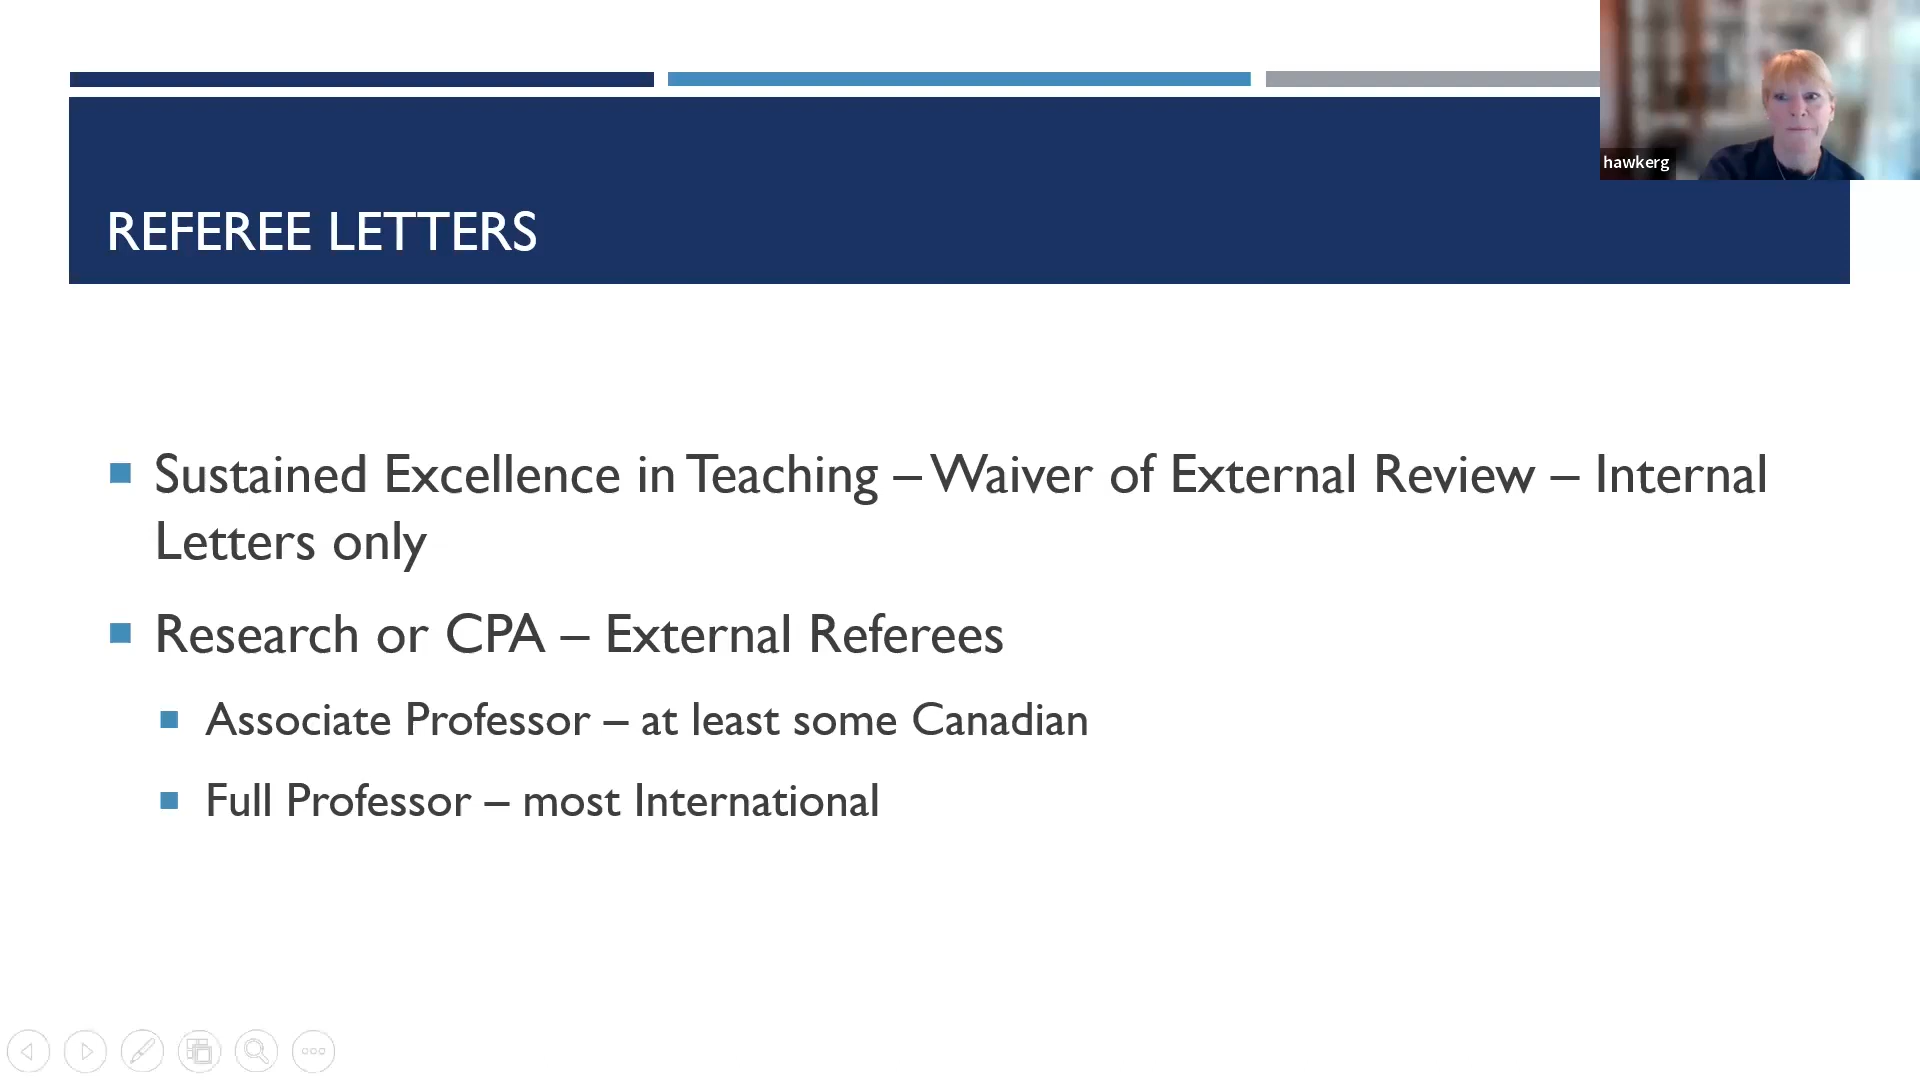 hawkerg
REFEREE LETTERS
Sustained Excellence in Teaching – Waiver of External Review – Internal
Letters only
Research or CPA – External Referees
Associate Professor – at least some Canadian
Full Professor – most International